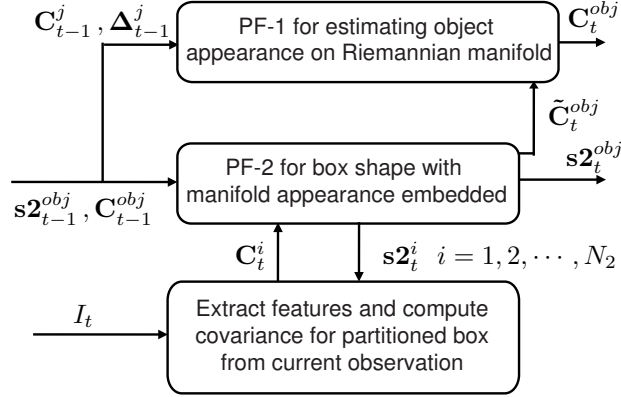 C^j_{t-1}, Δ^j_{t-1}
PF-1 for estimating object
appearance on Riemannian manifold
C^{obj}_t
C̃^{obj}_t
PF-2 for box shape with
manifold appearance embedded
s2^{obj}_t
s2^{obj}_{t-1}, C^{obj}_{t-1}
C^i_t
s2^i_t i = 1, 2, ⋯, N_2
I_t
Extract features and compute
covariance for partitioned box
from current observation